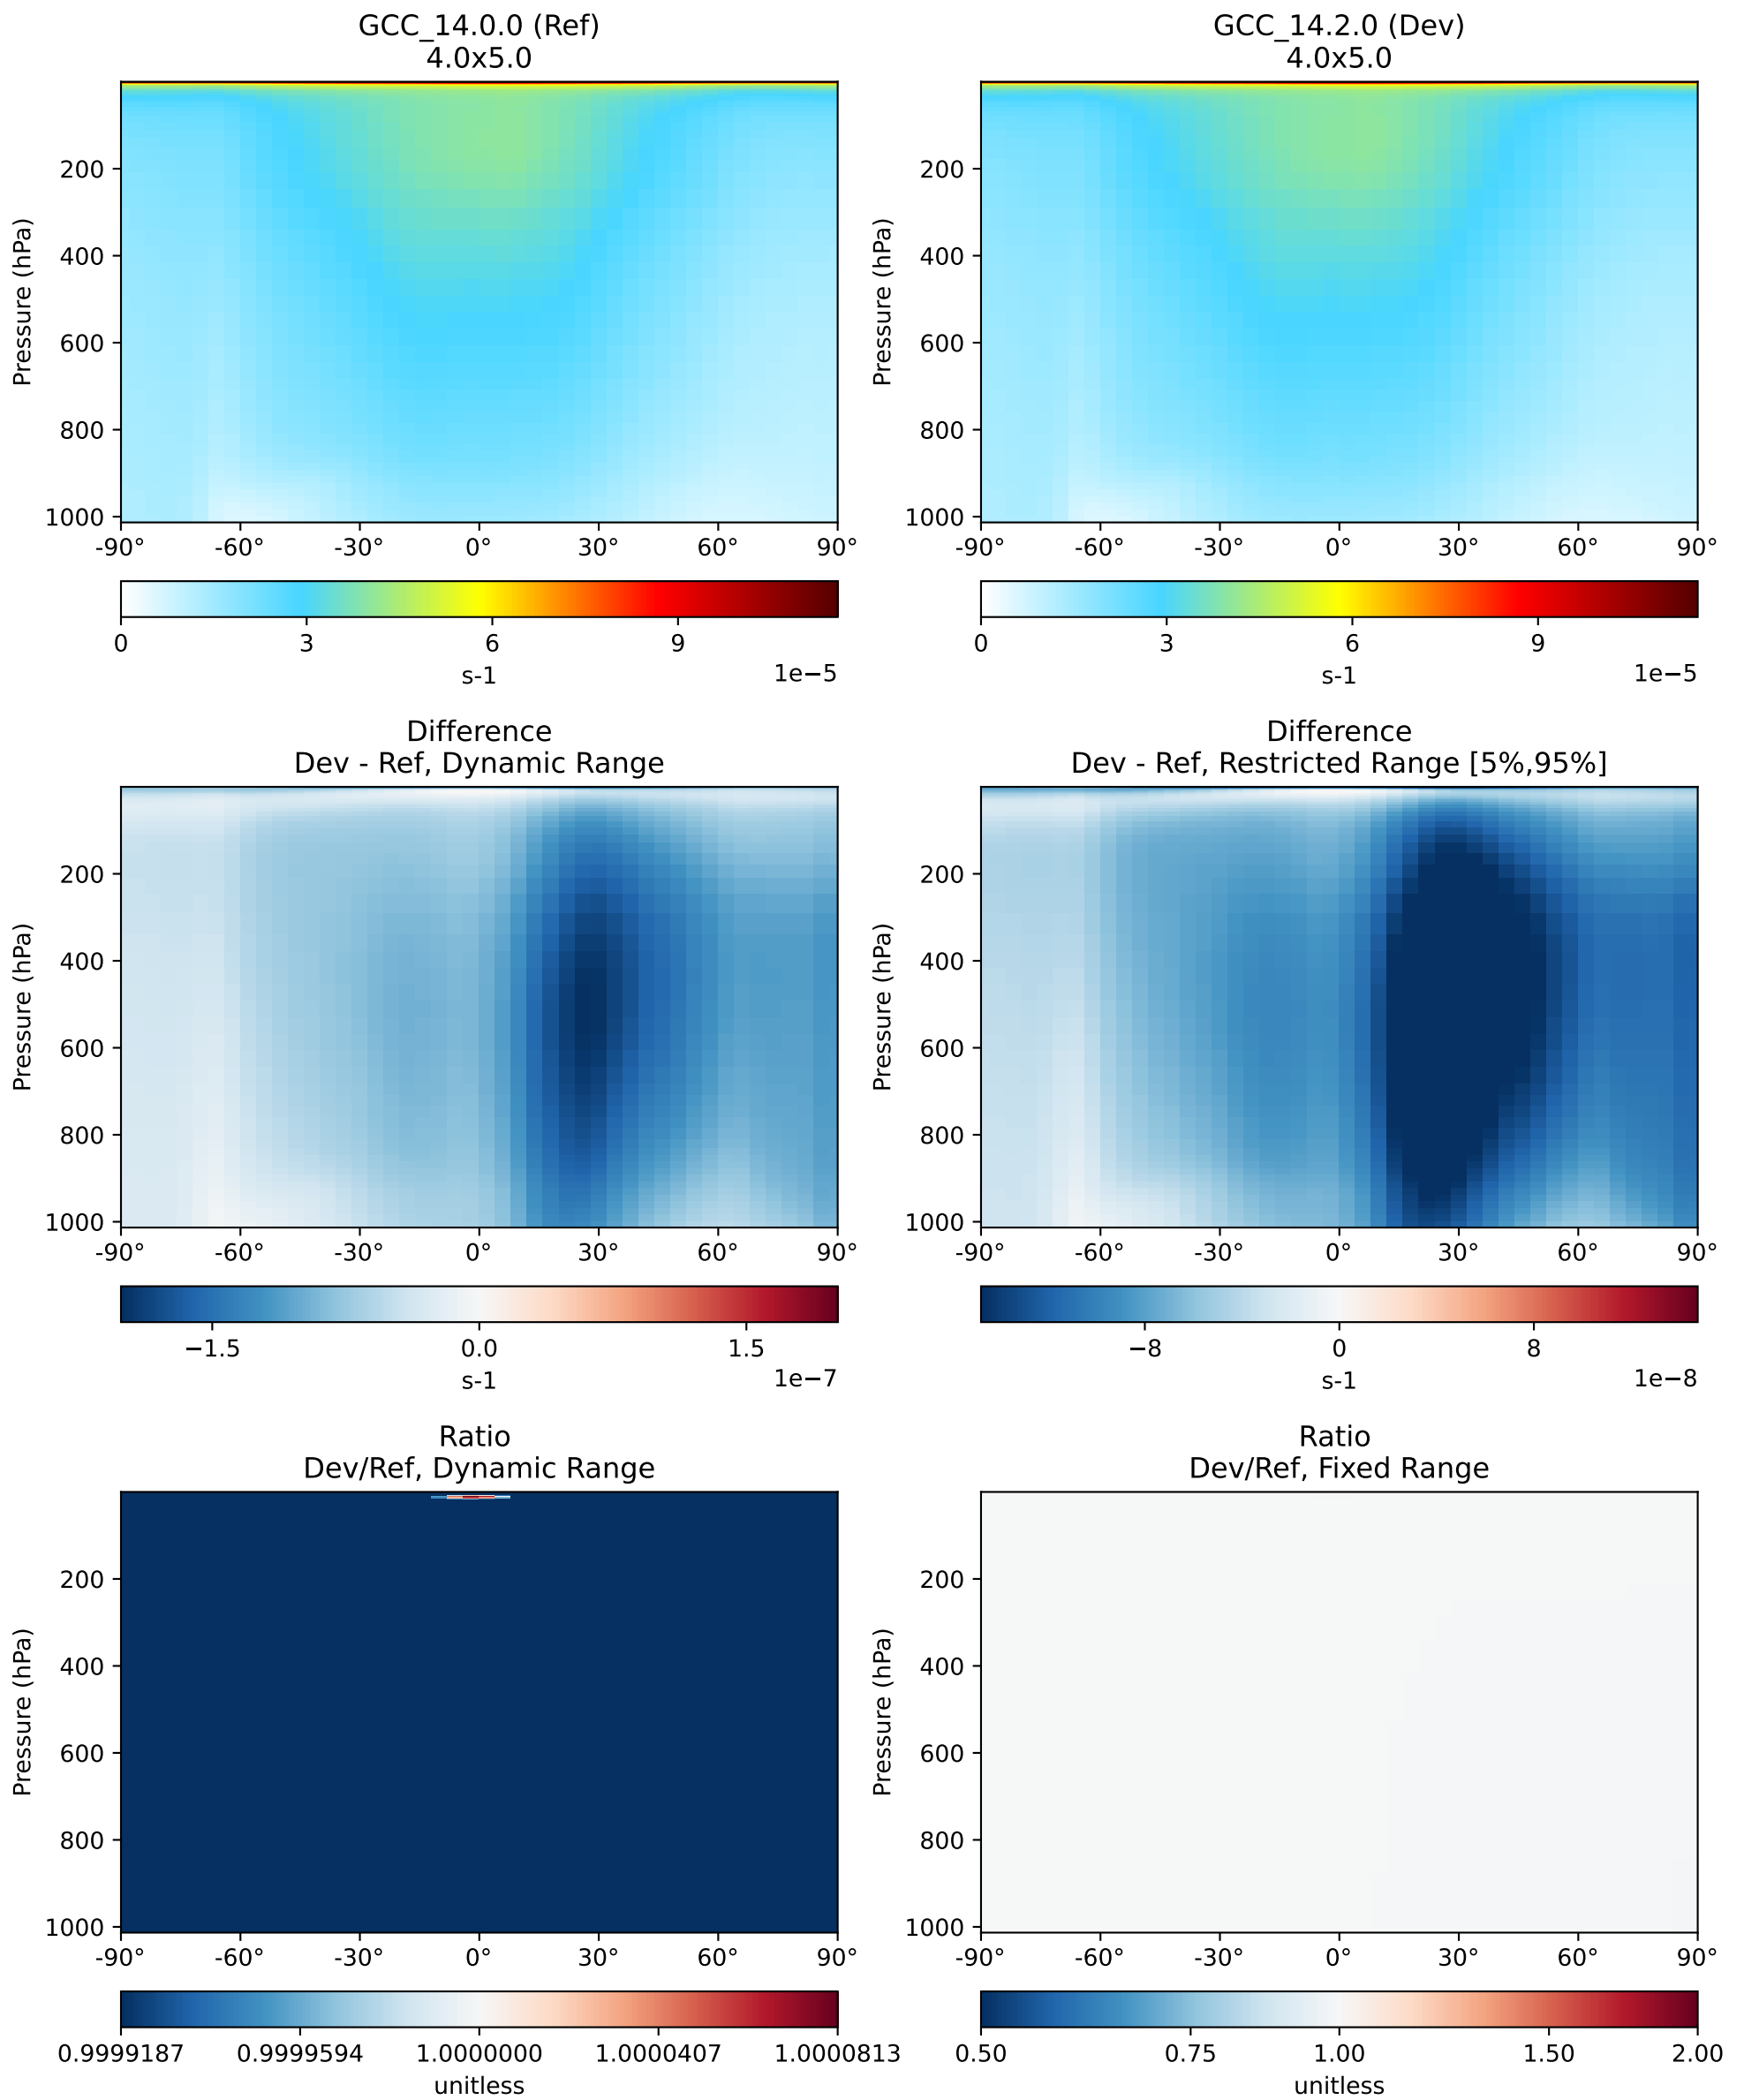 GCC_14.0.0 (Ref)
4.0x5.0
Pressure (hPa)
200
400
600
800
1000
-90° -60° -30° 0° 30° 60° 90°
0 3 6 9
s-1 1e−5
GCC_14.2.0 (Dev)
4.0x5.0
Pressure (hPa)
200
400
600
800
1000
-90° -60° -30° 0° 30° 60° 90°
0 3 6 9
s-1 1e−5
Difference
Dev - Ref, Dynamic Range
Pressure (hPa)
200
400
600
800
1000
-90° -60° -30° 0° 30° 60° 90°
−1.5 0.0 1.5
s-1 1e−7
Difference
Dev - Ref, Restricted Range [5%,95%]
Pressure (hPa)
200
400
600
800
1000
-90° -60° -30° 0° 30° 60° 90°
−8 0 8
s-1 1e−8
Ratio
Dev/Ref, Dynamic Range
Pressure (hPa)
200
400
600
800
1000
-90° -60° -30° 0° 30° 60° 90°
0.9999187 0.9999594 1.0000000 1.0000407 1.0000813
unitless
Ratio
Dev/Ref, Fixed Range
Pressure (hPa)
200
400
600
800
1000
-90° -60° -30° 0° 30° 60° 90°
0.50 0.75 1.00 1.50 2.00
unitless